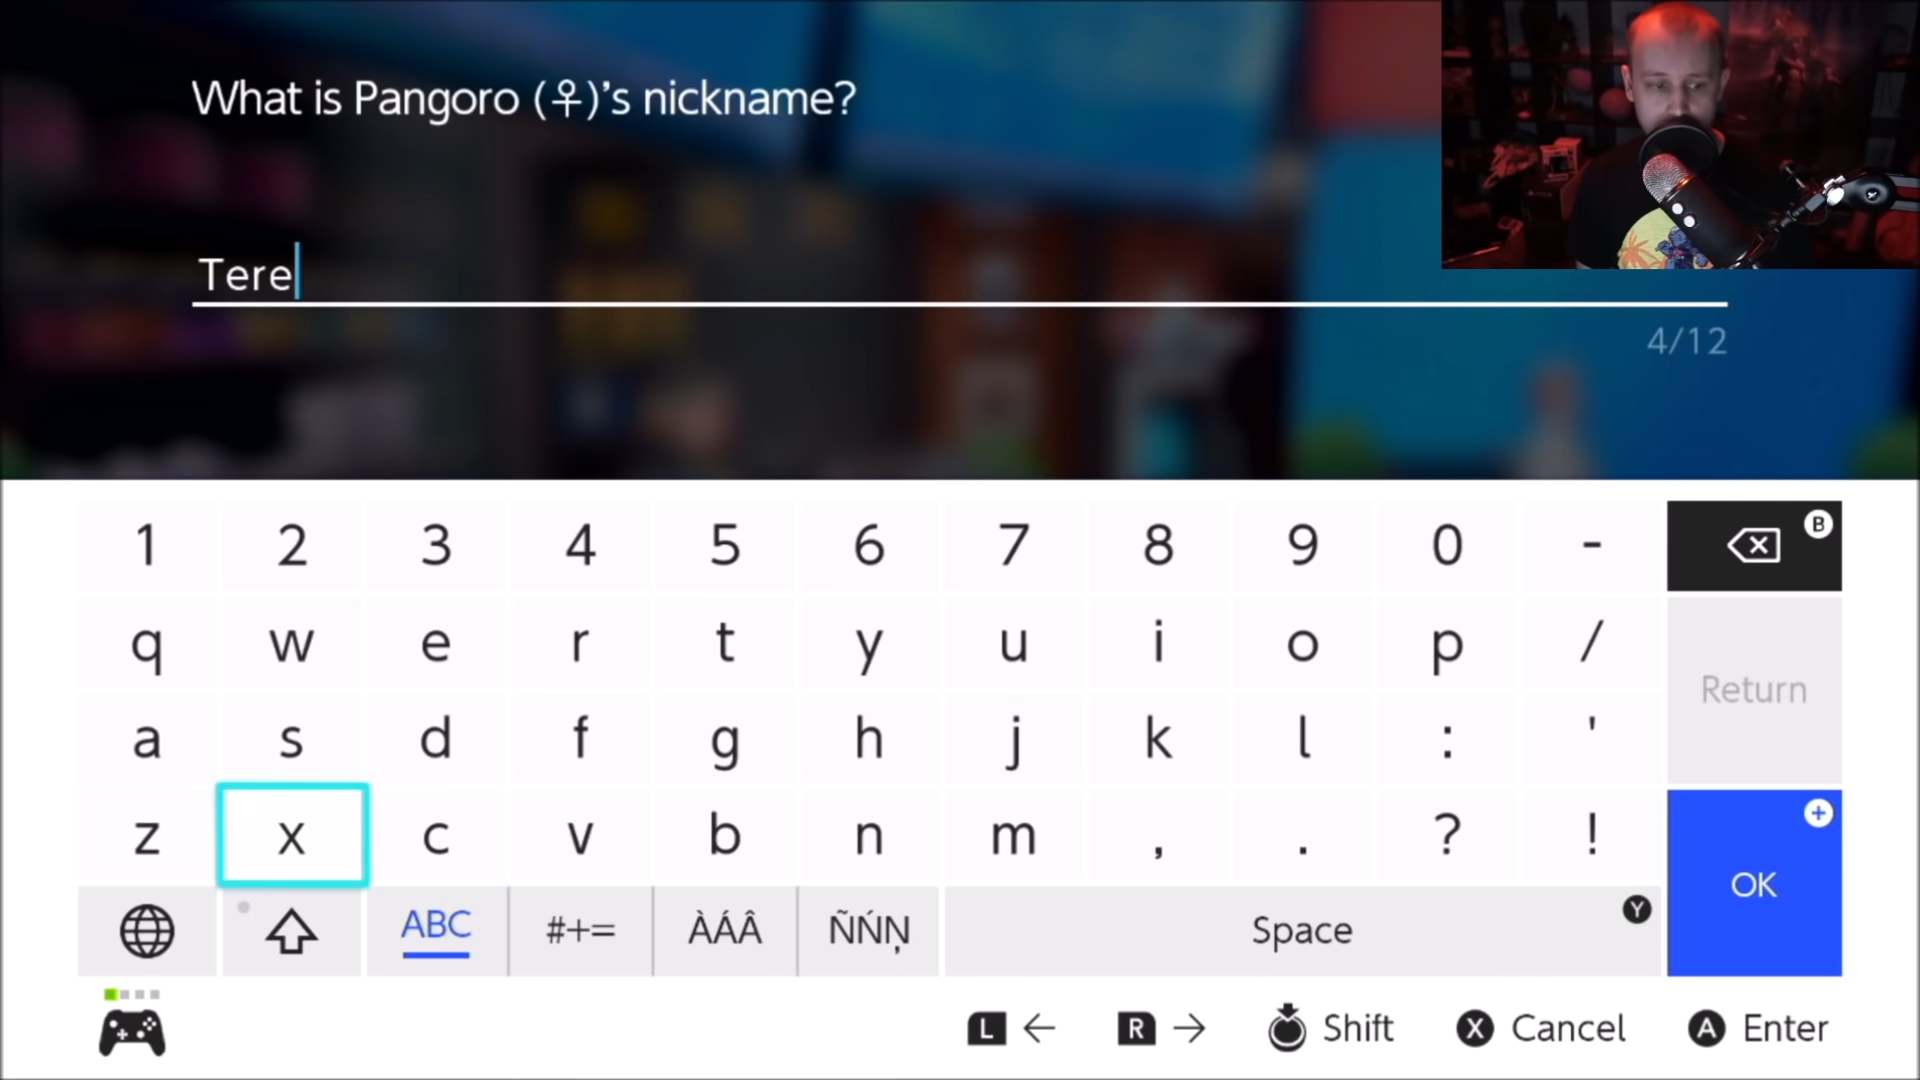 What is Pangoro (♀)'s nickname?
Tere
4/12
1 2 3 4 5 6 7 8 9 0 -
B
q w e r t y u i o p /
Return
a s d f g h j k l : '
z x c v b n m , . ? !
+
OK
ABC #+= ÀÁÂ ÑŃŅ Space Y
L ← R → Shift X Cancel A Enter